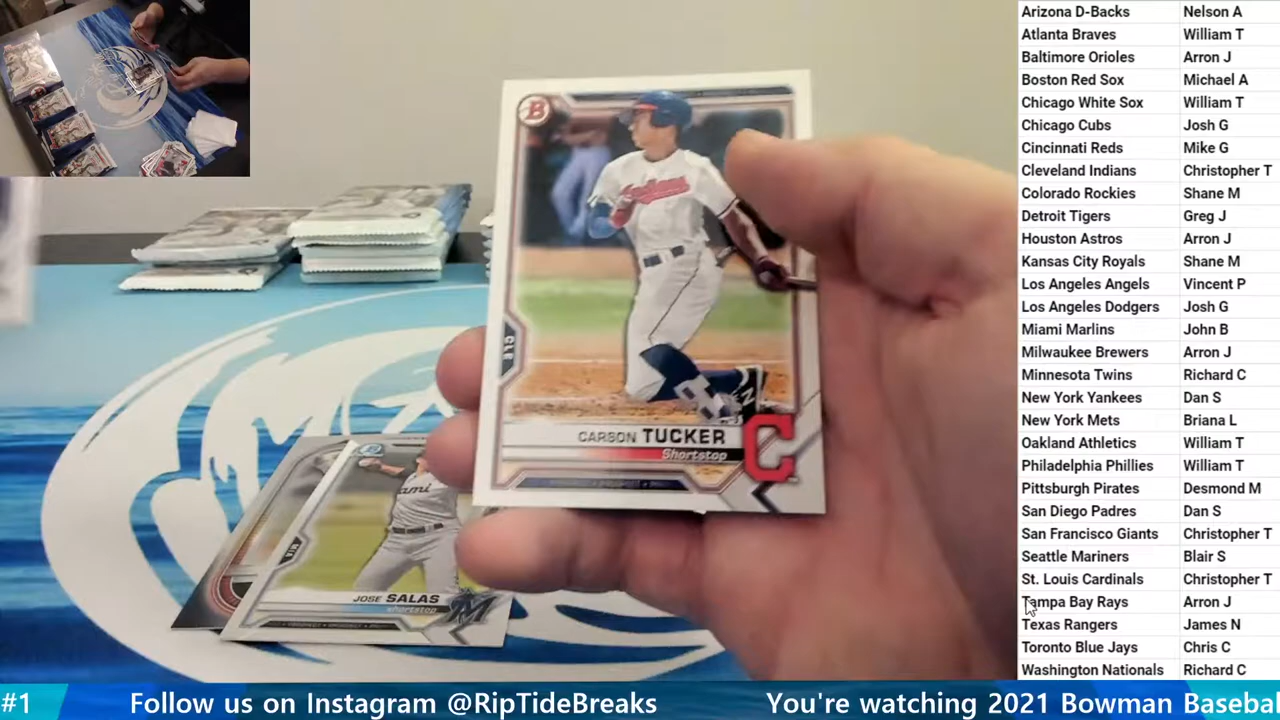 Arizona D-Backs Nelson A
Atlanta Braves William T
Baltimore Orioles Arron J
Boston Red Sox Michael A
Chicago White Sox William T
Chicago Cubs Josh G
Cincinnati Reds Mike G
Cleveland Indians Christopher T
Colorado Rockies Shane M
Detroit Tigers Greg J
Houston Astros Arron J
Kansas City Royals Shane M
Los Angeles Angels Vincent P
Los Angeles Dodgers Josh G
Miami Marlins John B
Milwaukee Brewers Arron J
Minnesota Twins Richard C
New York Yankees Dan S
New York Mets Briana L
Oakland Athletics William T
Philadelphia Phillies William T
Pittsburgh Pirates Desmond M
San Diego Padres Dan S
San Francisco Giants Christopher T
Seattle Mariners Blair S
St. Louis Cardinals Christopher T
Tampa Bay Rays Arron J
Texas Rangers James N
Toronto Blue Jays Chris C
Washington Nationals Richard C
B
Indians
CLE
CARSON TUCKER
Shortstop
C
JOSE SALAS
shortstop
M
#1 Follow us on Instagram @RipTideBreaks You're watching 2021 Bowman Basebal